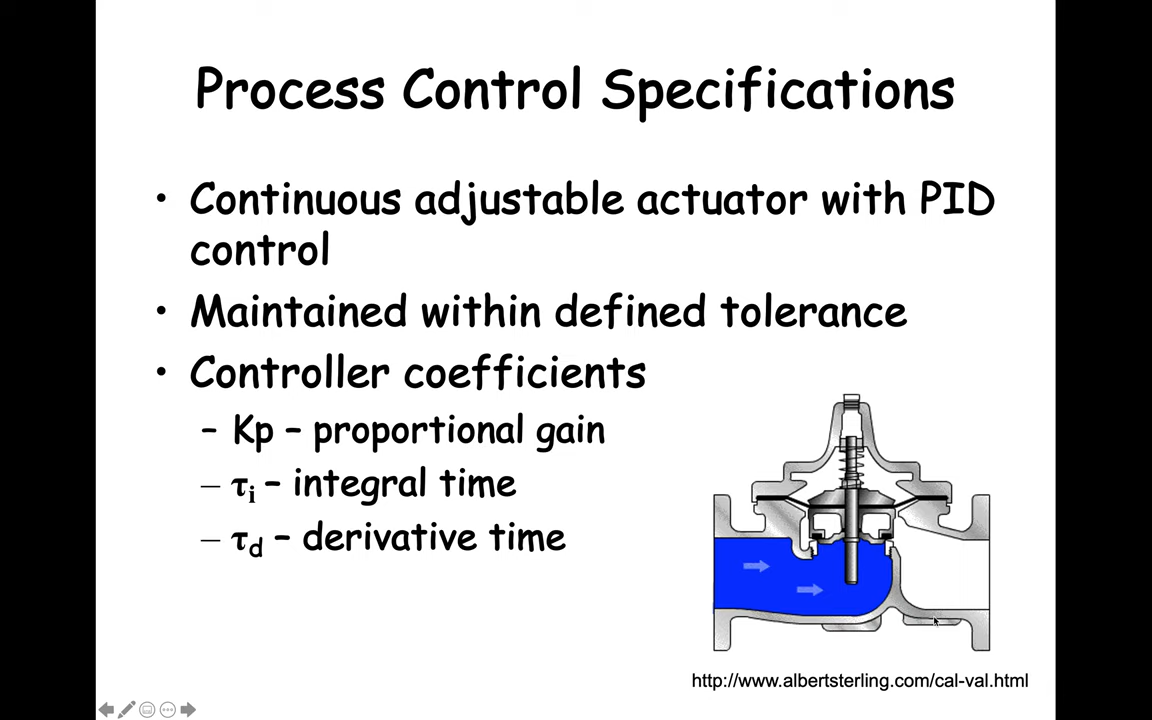 Process Control Specifications
• Continuous adjustable actuator with PID
control
• Maintained within defined tolerance
• Controller coefficients
– Kp – proportional gain
– τi – integral time
– τd – derivative time
http://www.albertsterling.com/cal-val.html